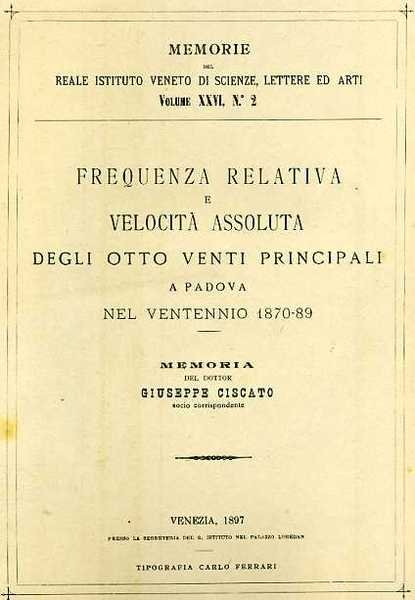 MEMORIE
DEL
REALE ISTITUTO VENETO DI SCIENZE, LETTERE ED ARTI
VOLUME XXVI, N.° 2
FREQUENZA RELATIVA
E
VELOCITÀ ASSOLUTA
DEGLI OTTO VENTI PRINCIPALI
A PADOVA
NEL VENTENNIO 1870-89
MEMORIA
DEL DOTTOR
GIUSEPPE CISCATO
socio corrispondente
VENEZIA, 1897
PRESSO LA SEGRETERIA DEL R. ISTITUTO NEL PALAZZO LOREDAN
TIPOGRAFIA CARLO FERRARI